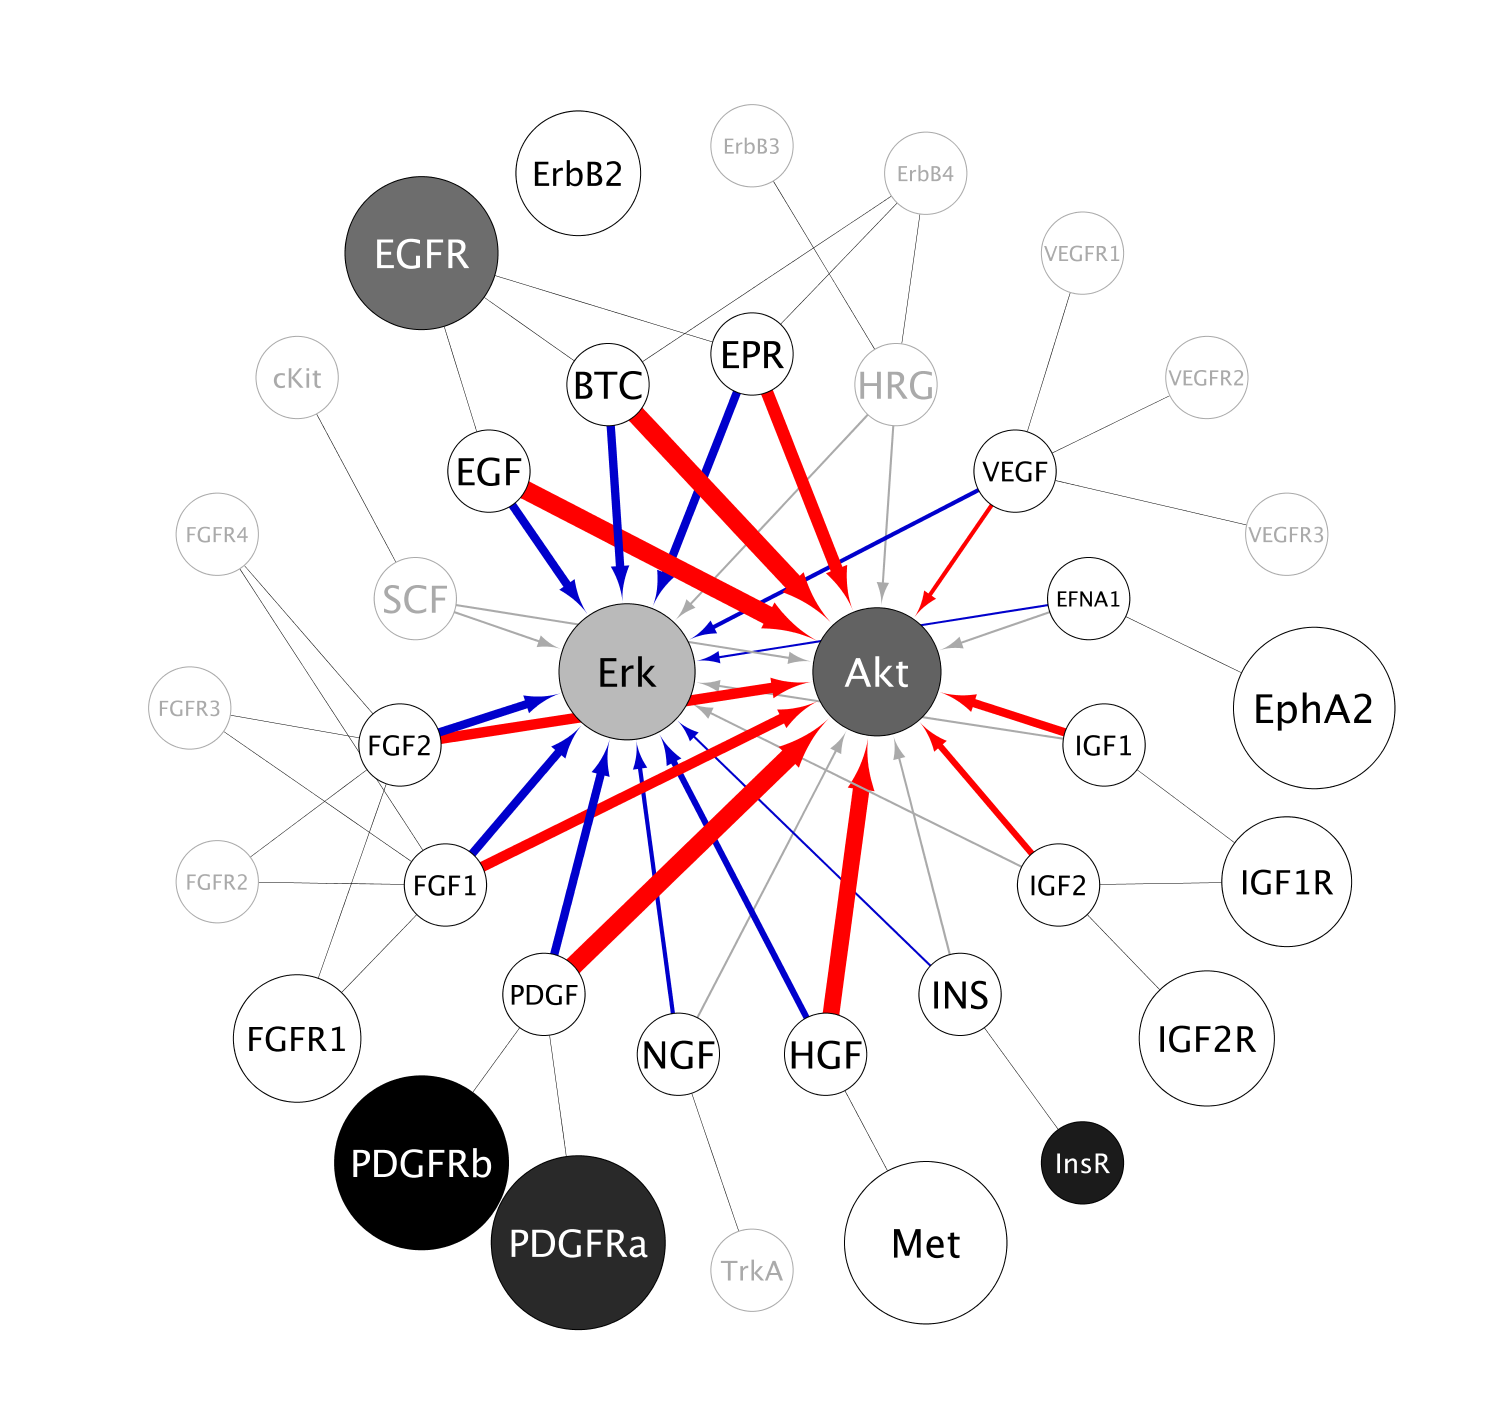 ErbB3
ErbB2
ErbB4
EGFR
VEGFR1
EPR
cKit
BTC
HRG
VEGFR2
EGF
VEGF
FGFR4
VEGFR3
SCF
EFNA1
Erk
Akt
FGFR3
EphA2
FGF2
IGF1
FGFR2
FGF1
IGF2
IGF1R
PDGF
INS
FGFR1
NGF
HGF
IGF2R
PDGFRb
InsR
PDGFRa
Met
TrkA